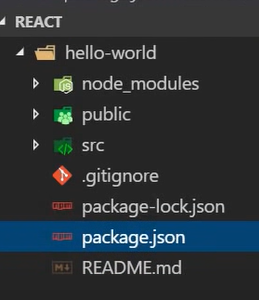 REACT
hello-world
node_modules
public
src
.gitignore
package-lock.json
package.json
README.md